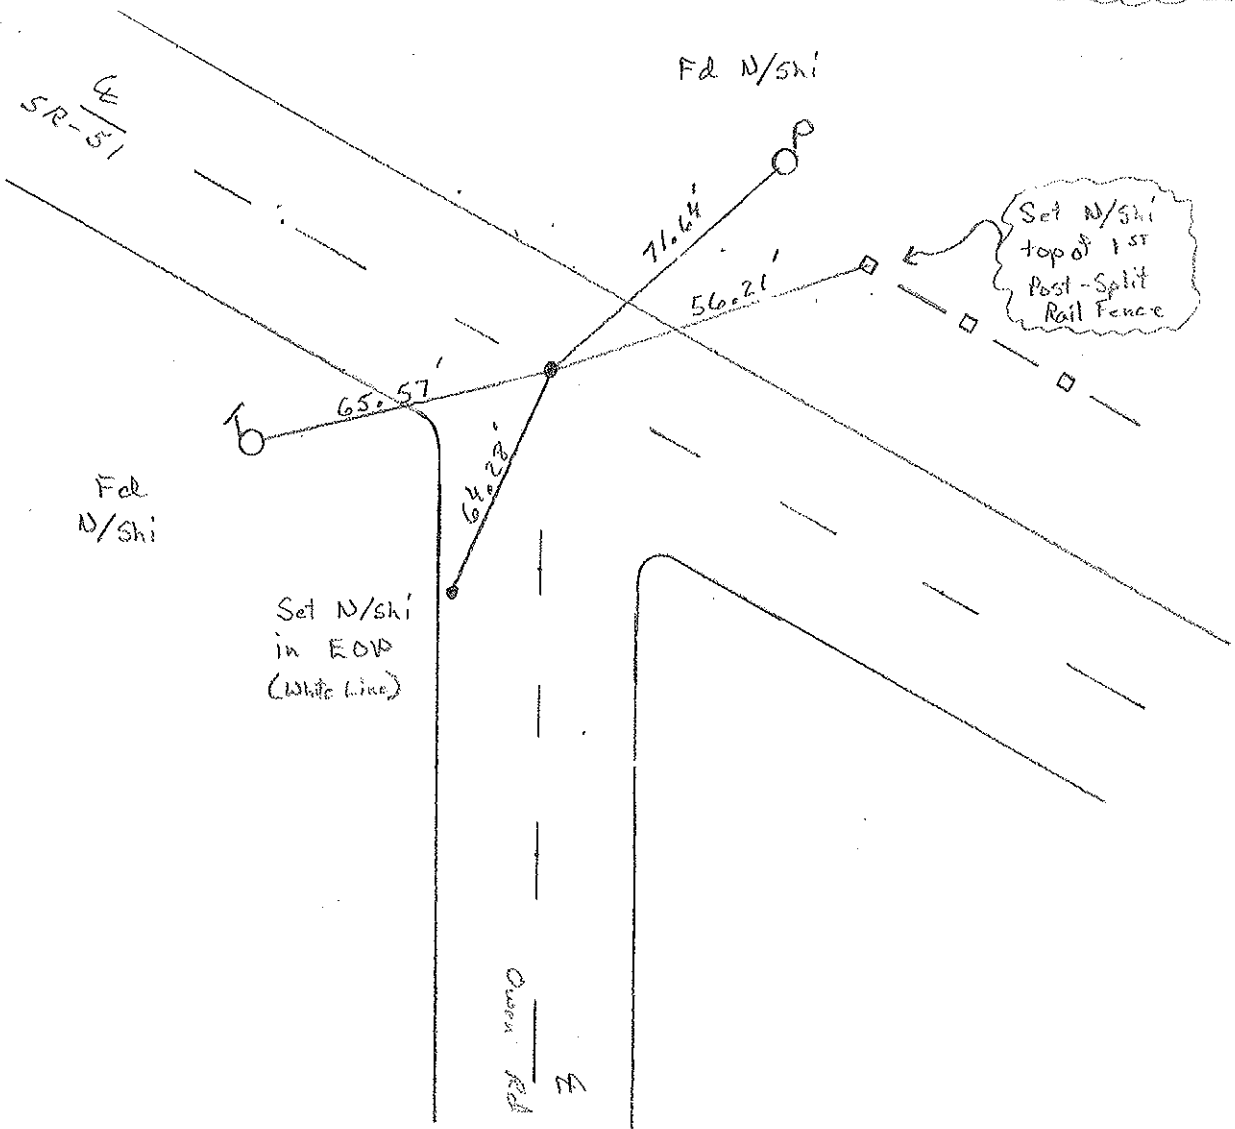 Fd N/shi
℄
SR-51
71.64'
Set N/shi
top of 1ST
Post-Split
Rail Fence
56.21'
65.57'
64.28'
Fd
N/shi
Set N/shi
in EOP
(White Line)
Owen Rd
℄